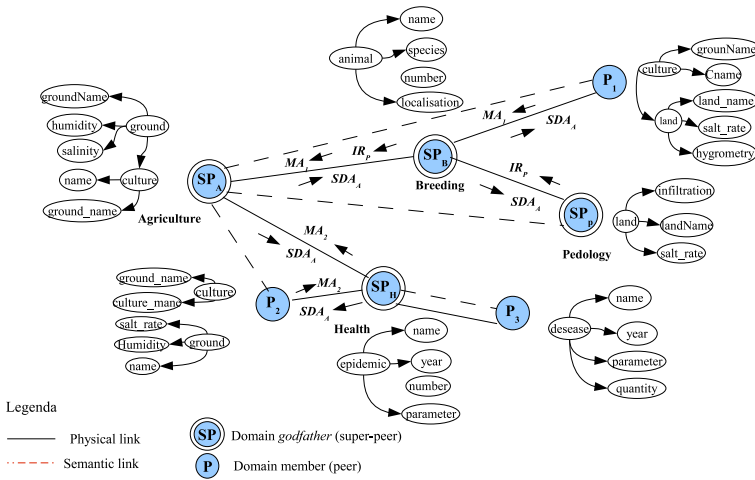 name
animal
species
number
localisation
P1
grounName
culture
Cname
land_name
land
salt_rate
hygrometry
groundName
humidity
ground
salinity
name
culture
ground_name
SPA
Agriculture
MA1
IRP
SDAA
MA1
SDAA
SPB
Breeding
IRP
SDAA
SPP
Pedology
infiltration
land
landName
salt_rate
SDAA
MA2
ground_name
culture_mane
culture
salt_rate
Humidity
ground
name
P2
MA2
SDAA
SPH
Health
P3
name
epidemic
year
number
parameter
name
desease
year
parameter
quantity
Legenda
Physical link
Semantic link
SP Domain godfather (super-peer)
P Domain member (peer)